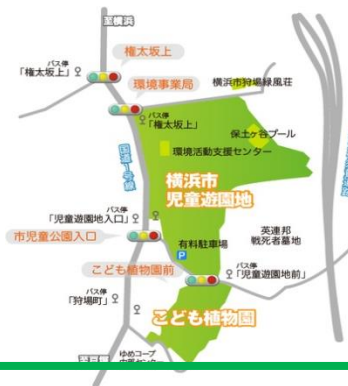 至横浜
権太坂上
バス停
「権太坂上」
環境事業局
横浜市狩場緑風荘
バス停
「権太坂上」
保土ヶ谷プール
国道1号線
環境活動支援センター
横浜市
児童遊園地
バス停
「児童遊園地入口」
市児童公園入口
有料駐車場
P
英連邦
戦死者墓地
こども植物園前
バス停
「児童遊園地前」
バス停
「狩場町」
こども植物園
ゆめコープ